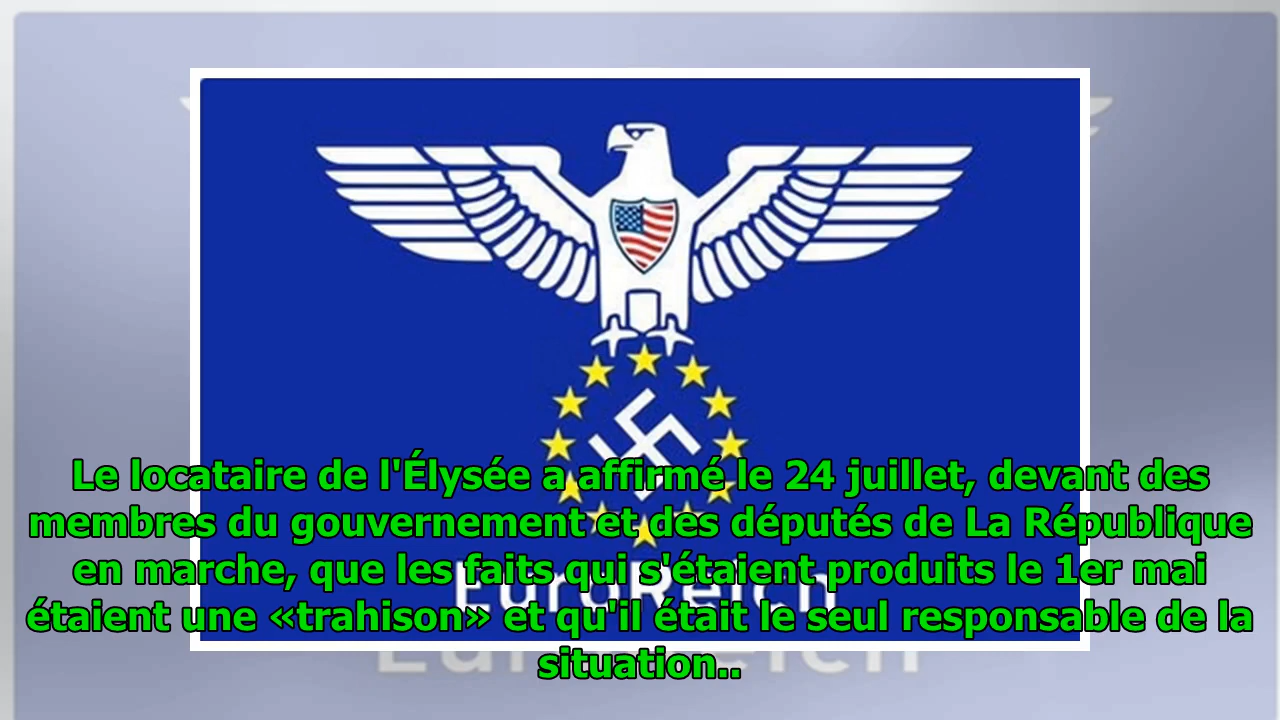 Le locataire de l'Élysée a affirmé le 24 juillet, devant des
membres du gouvernement et des députés de La République
en marche, que les faits qui s'étaient produits le 1er mai
EuroReich
étaient une «trahison» et qu'il était le seul responsable de la
situation..
EuroReich